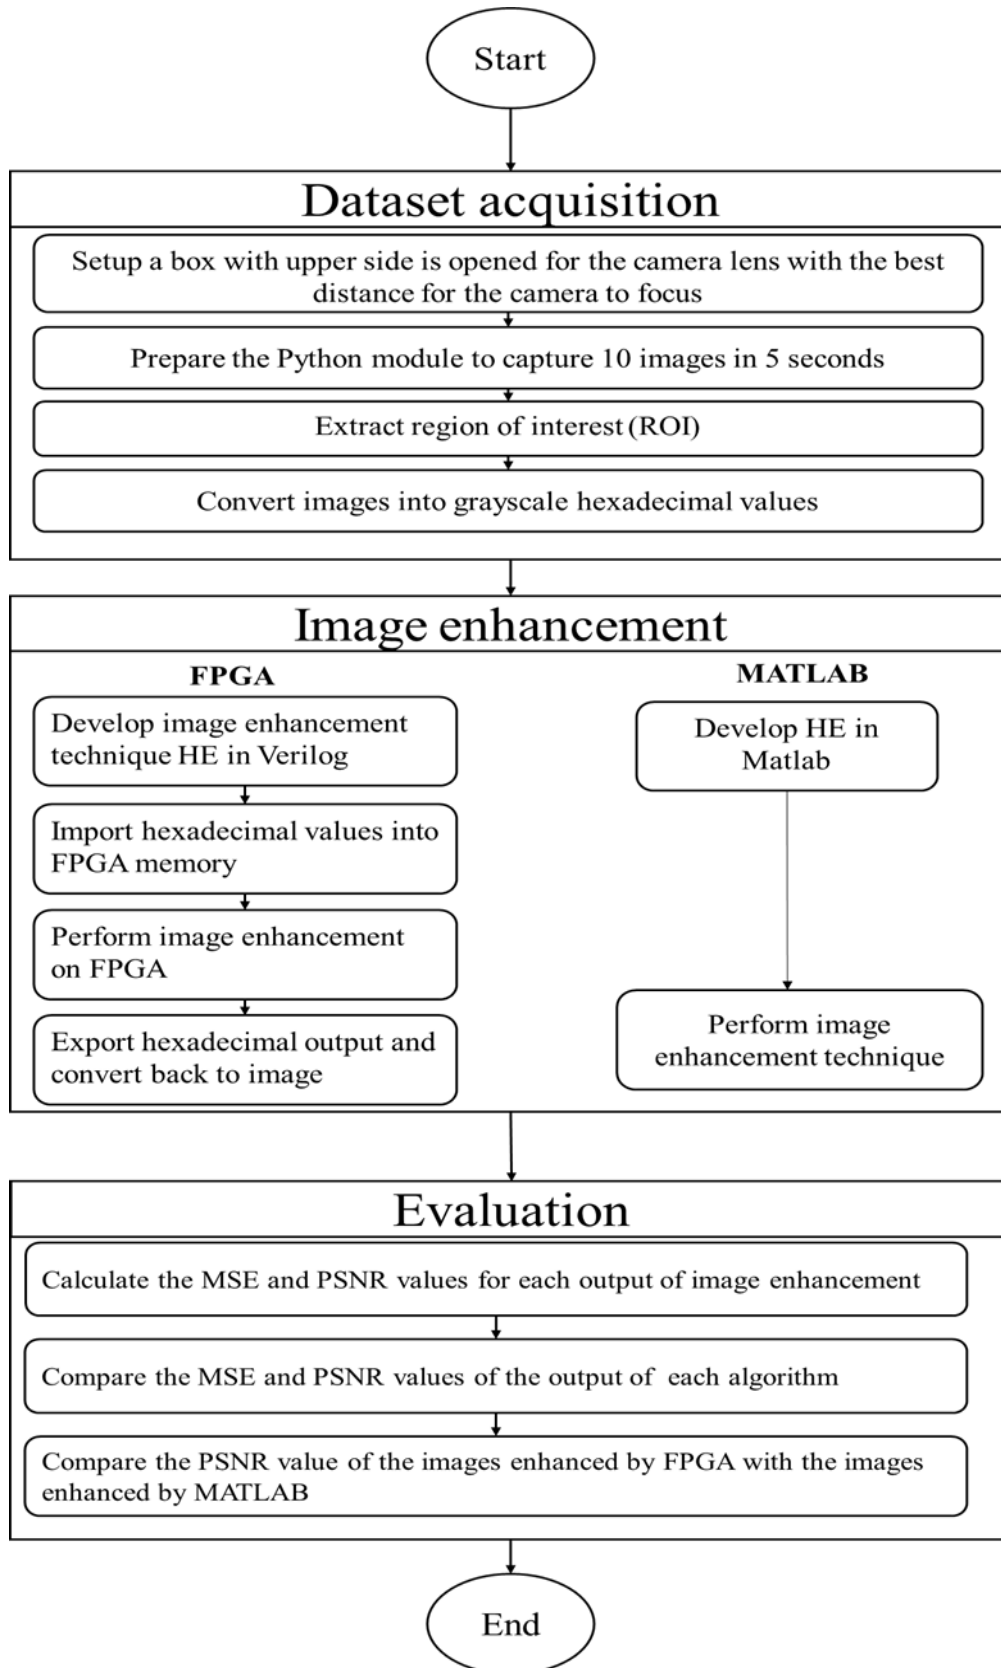 Start
Dataset acquisition
Setup a box with upper side is opened for the camera lens with the best
distance for the camera to focus
Prepare the Python module to capture 10 images in 5 seconds
Extract region of interest (ROI)
Convert images into grayscale hexadecimal values
Image enhancement
FPGA
Develop image enhancement
technique HE in Verilog
Import hexadecimal values into
FPGA memory
Perform image enhancement
on FPGA
Export hexadecimal output and
convert back to image
MATLAB
Develop HE in
Matlab
Perform image
enhancement technique
Evaluation
Calculate the MSE and PSNR values for each output of image enhancement
Compare the MSE and PSNR values of the output of each algorithm
Compare the PSNR value of the images enhanced by FPGA with the images
enhanced by MATLAB
End